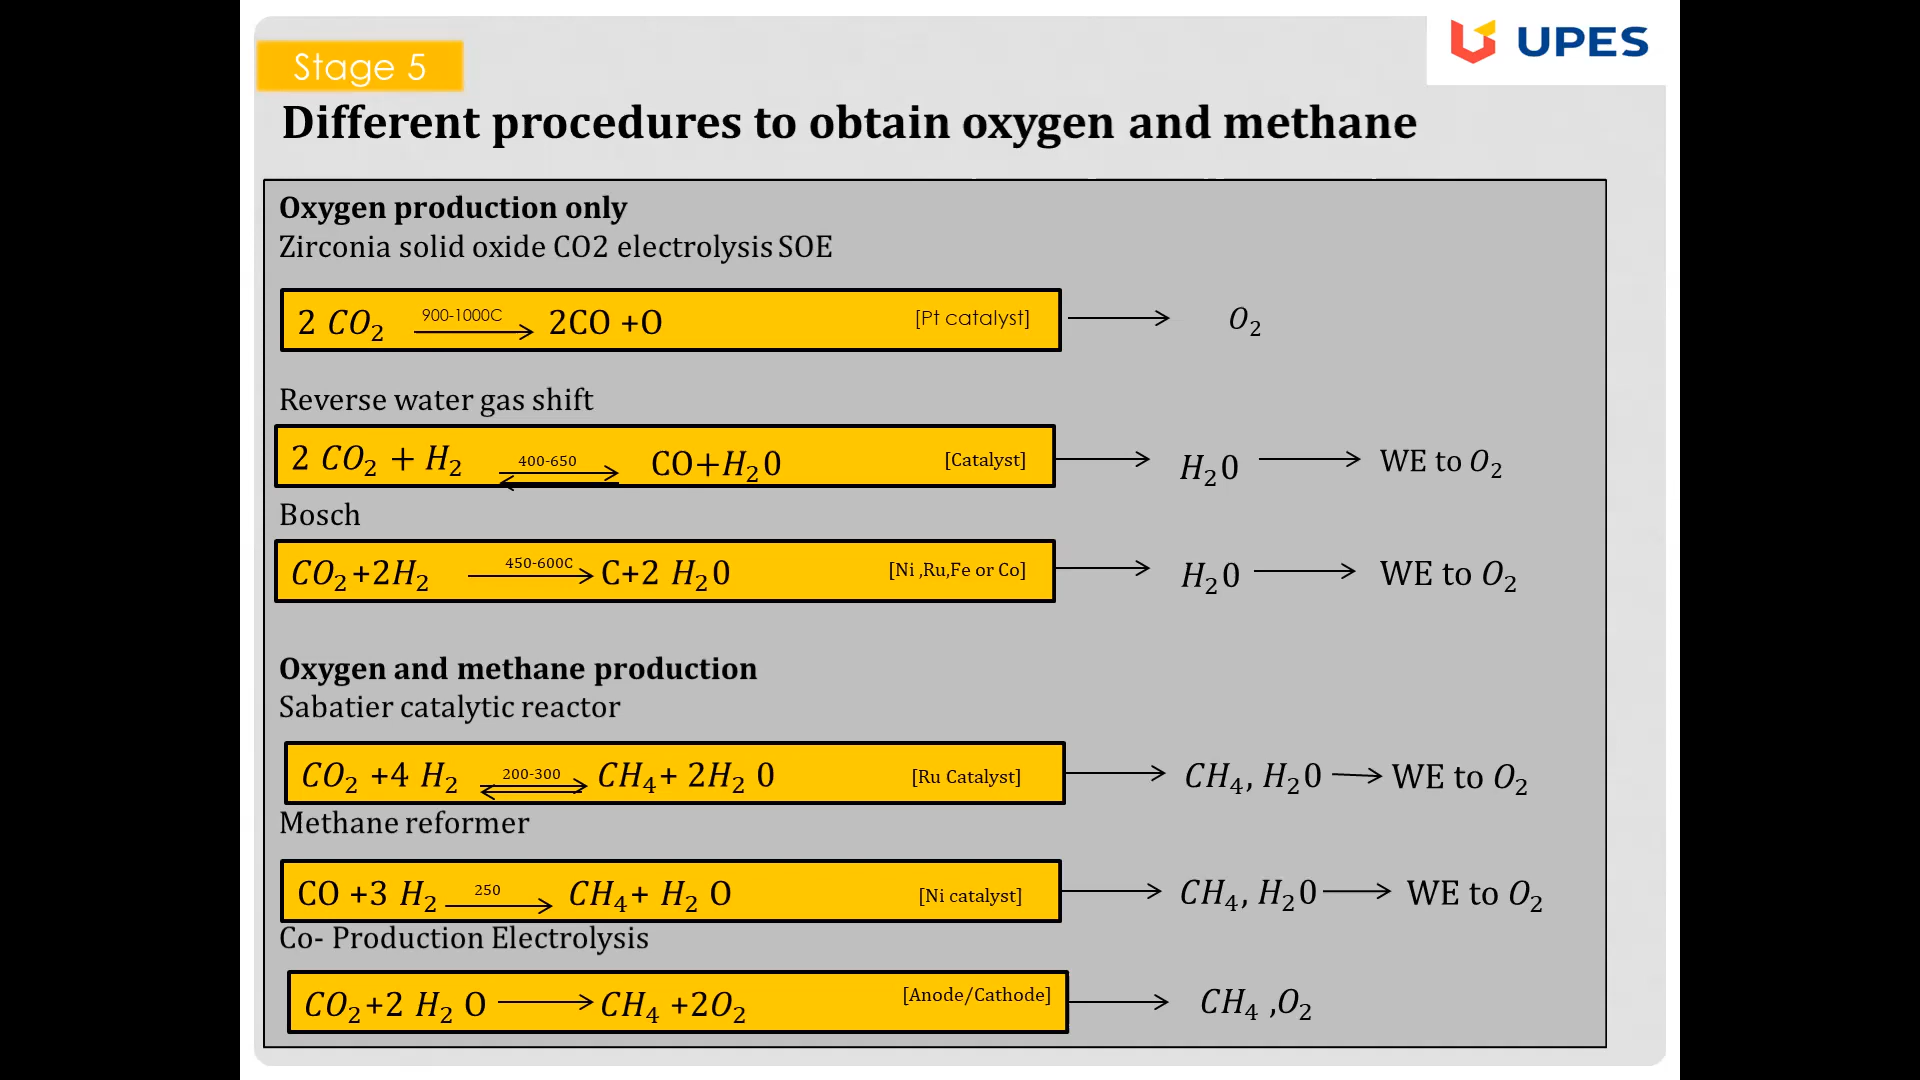 Stage 5
UPES
Different procedures to obtain oxygen and methane
Oxygen production only
Zirconia solid oxide CO2 electrolysis SOE
2 CO₂ 900-1000C 2CO +O [Pt catalyst] O₂
Reverse water gas shift
2 CO₂ + H₂ 400-650 CO+H₂0 [Catalyst] H₂0 WE to O₂
Bosch
CO₂+2H₂ 450-600C C+2 H₂0 [Ni ,Ru,Fe or Co] H₂0 WE to O₂
Oxygen and methane production
Sabatier catalytic reactor
CO₂ +4 H₂ 200-300 CH₄+ 2H₂ 0 [Ru Catalyst] CH₄, H₂0 WE to O₂
Methane reformer
CO +3 H₂ 250 CH₄+ H₂ O [Ni catalyst] CH₄, H₂0 WE to O₂
Co- Production Electrolysis
CO₂+2 H₂ O CH₄ +2O₂ [Anode/Cathode] CH₄ ,O₂